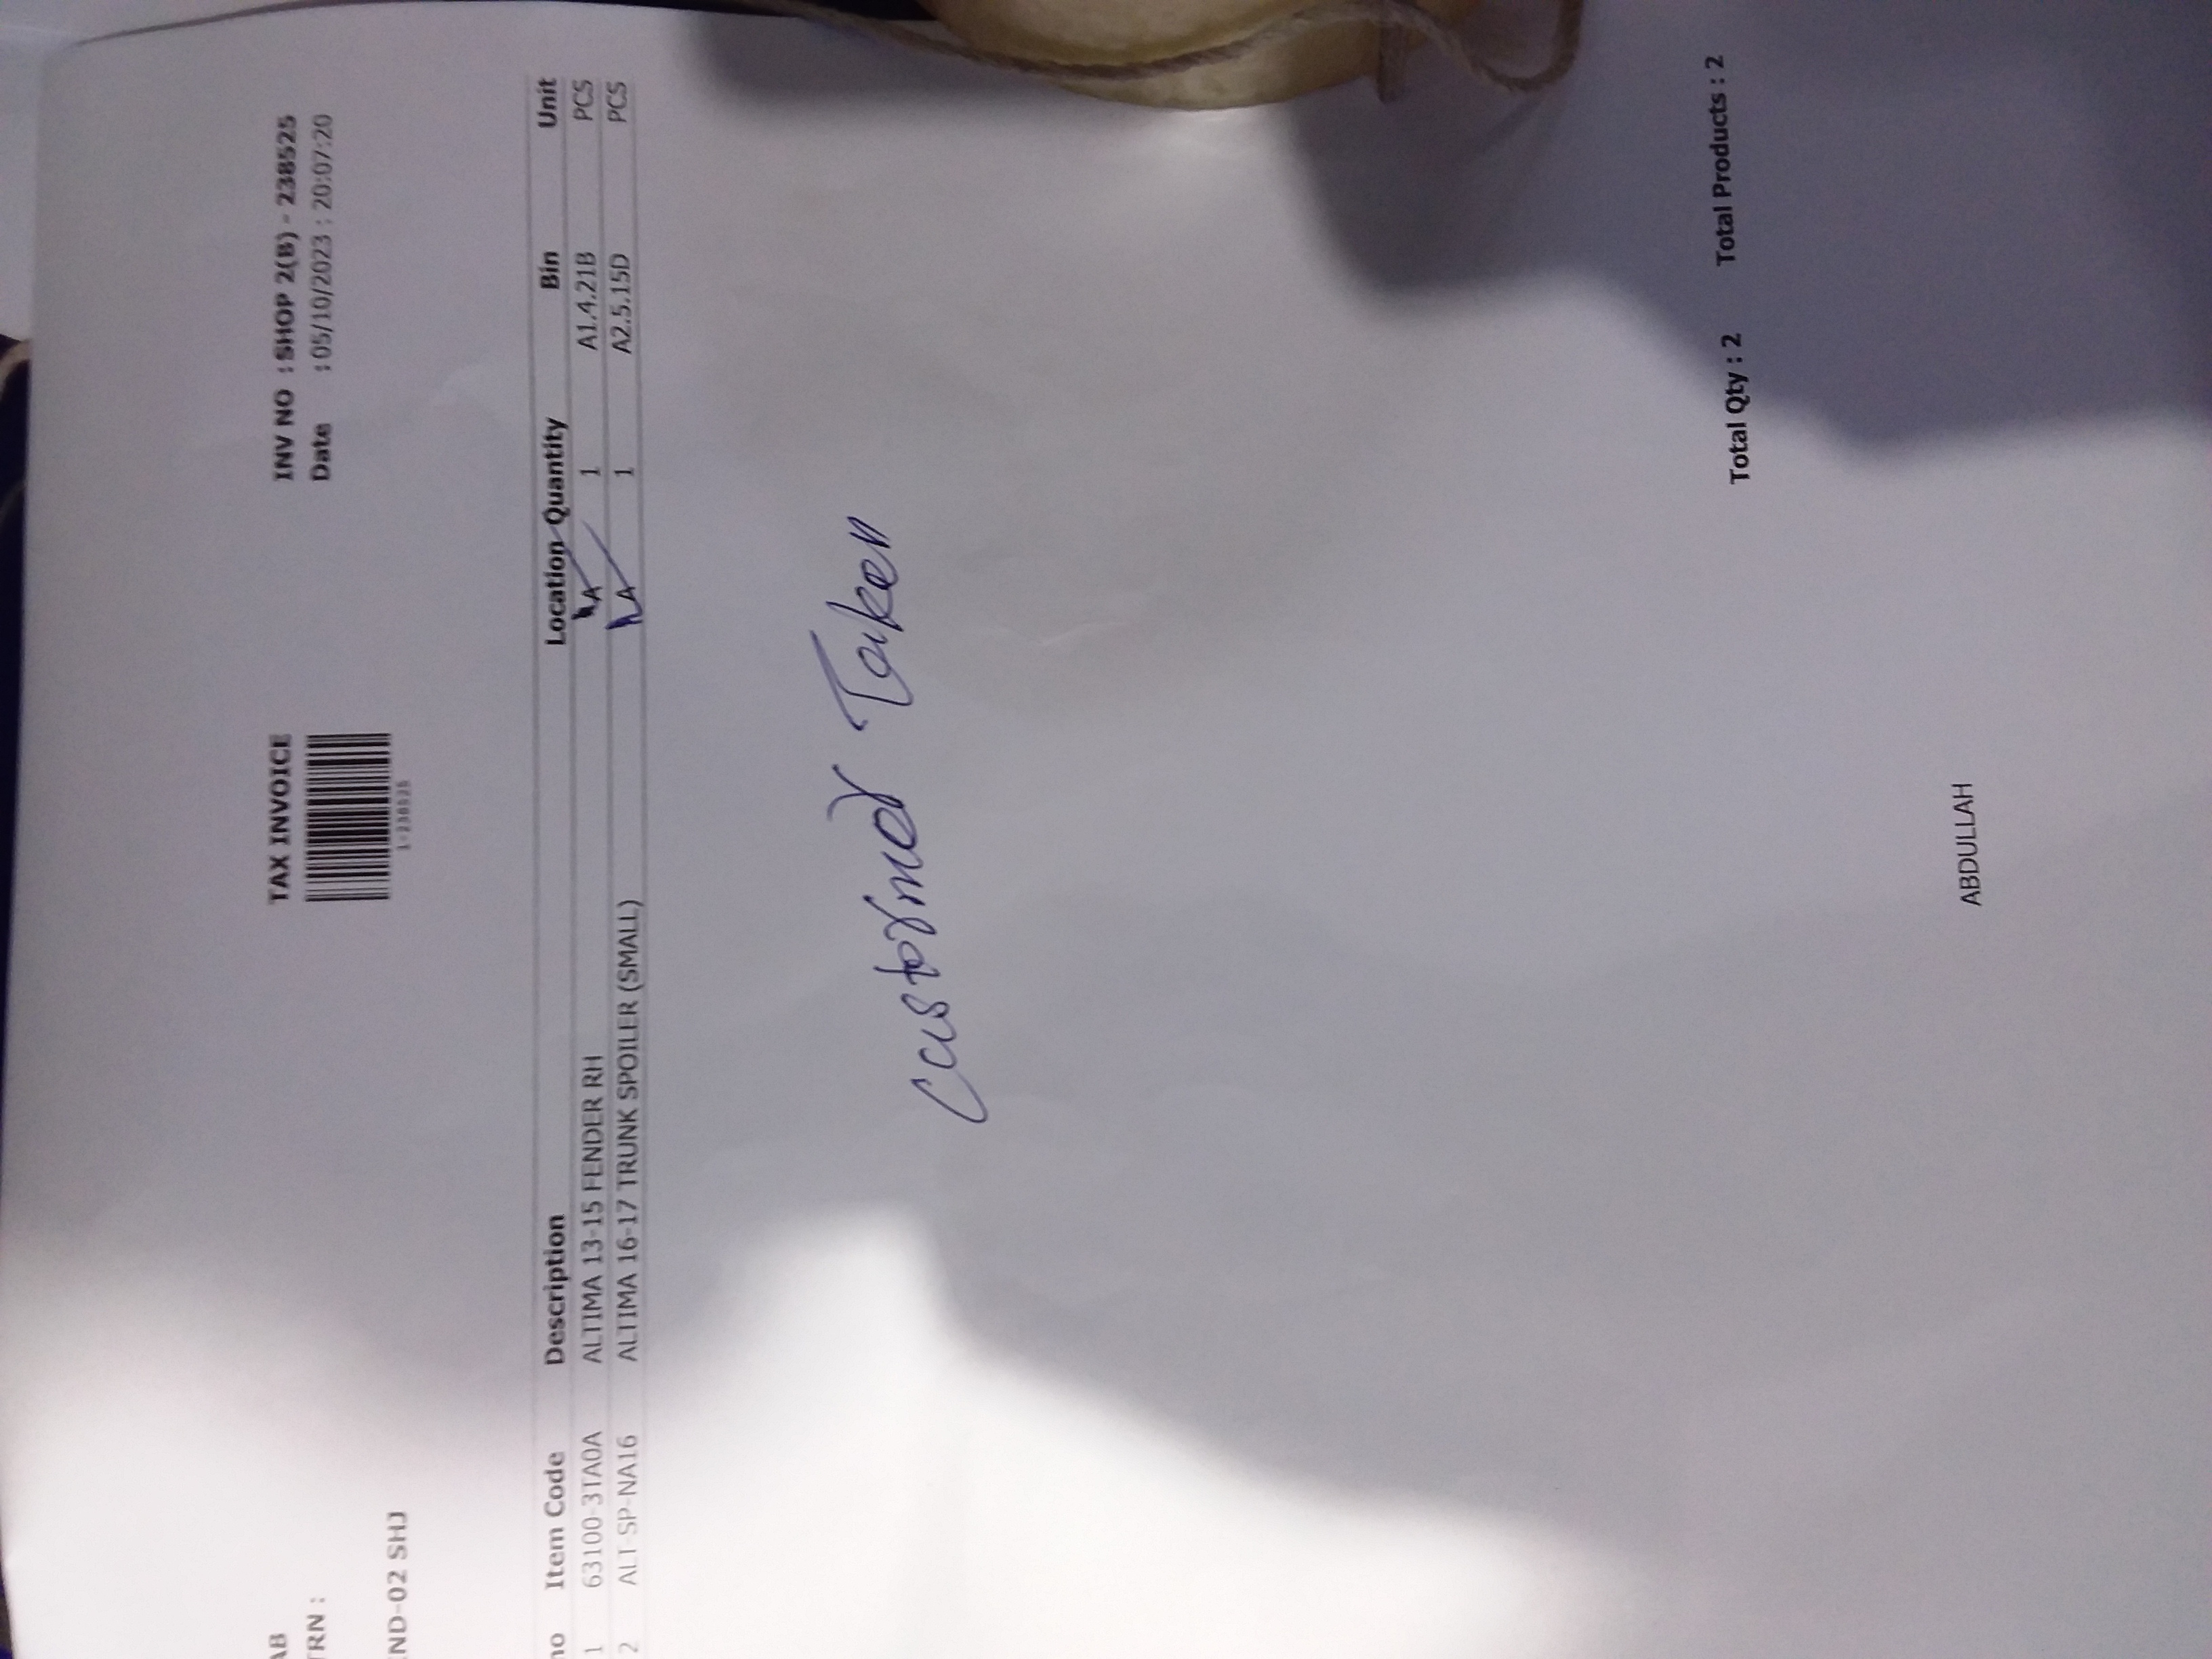 AB TAX INVOICE INV NO : SHOP 2(B) - 238525
TRN : Date : 05/10/2023 : 20:07:20
1-238525
IND-02 SHJ
no Item Code Description Location Quantity Bin Unit
1 63100-3TA0A ALTIMA 13-15 FENDER RH A 1 A1.4.21B PCS
2 ALT SP-NA16 ALTIMA 16-17 TRUNK SPOILER (SMALL) A 1 A2.5.15D PCS
Customer Taken
Total Qty : 2 Total Products : 2
ABDULLAH